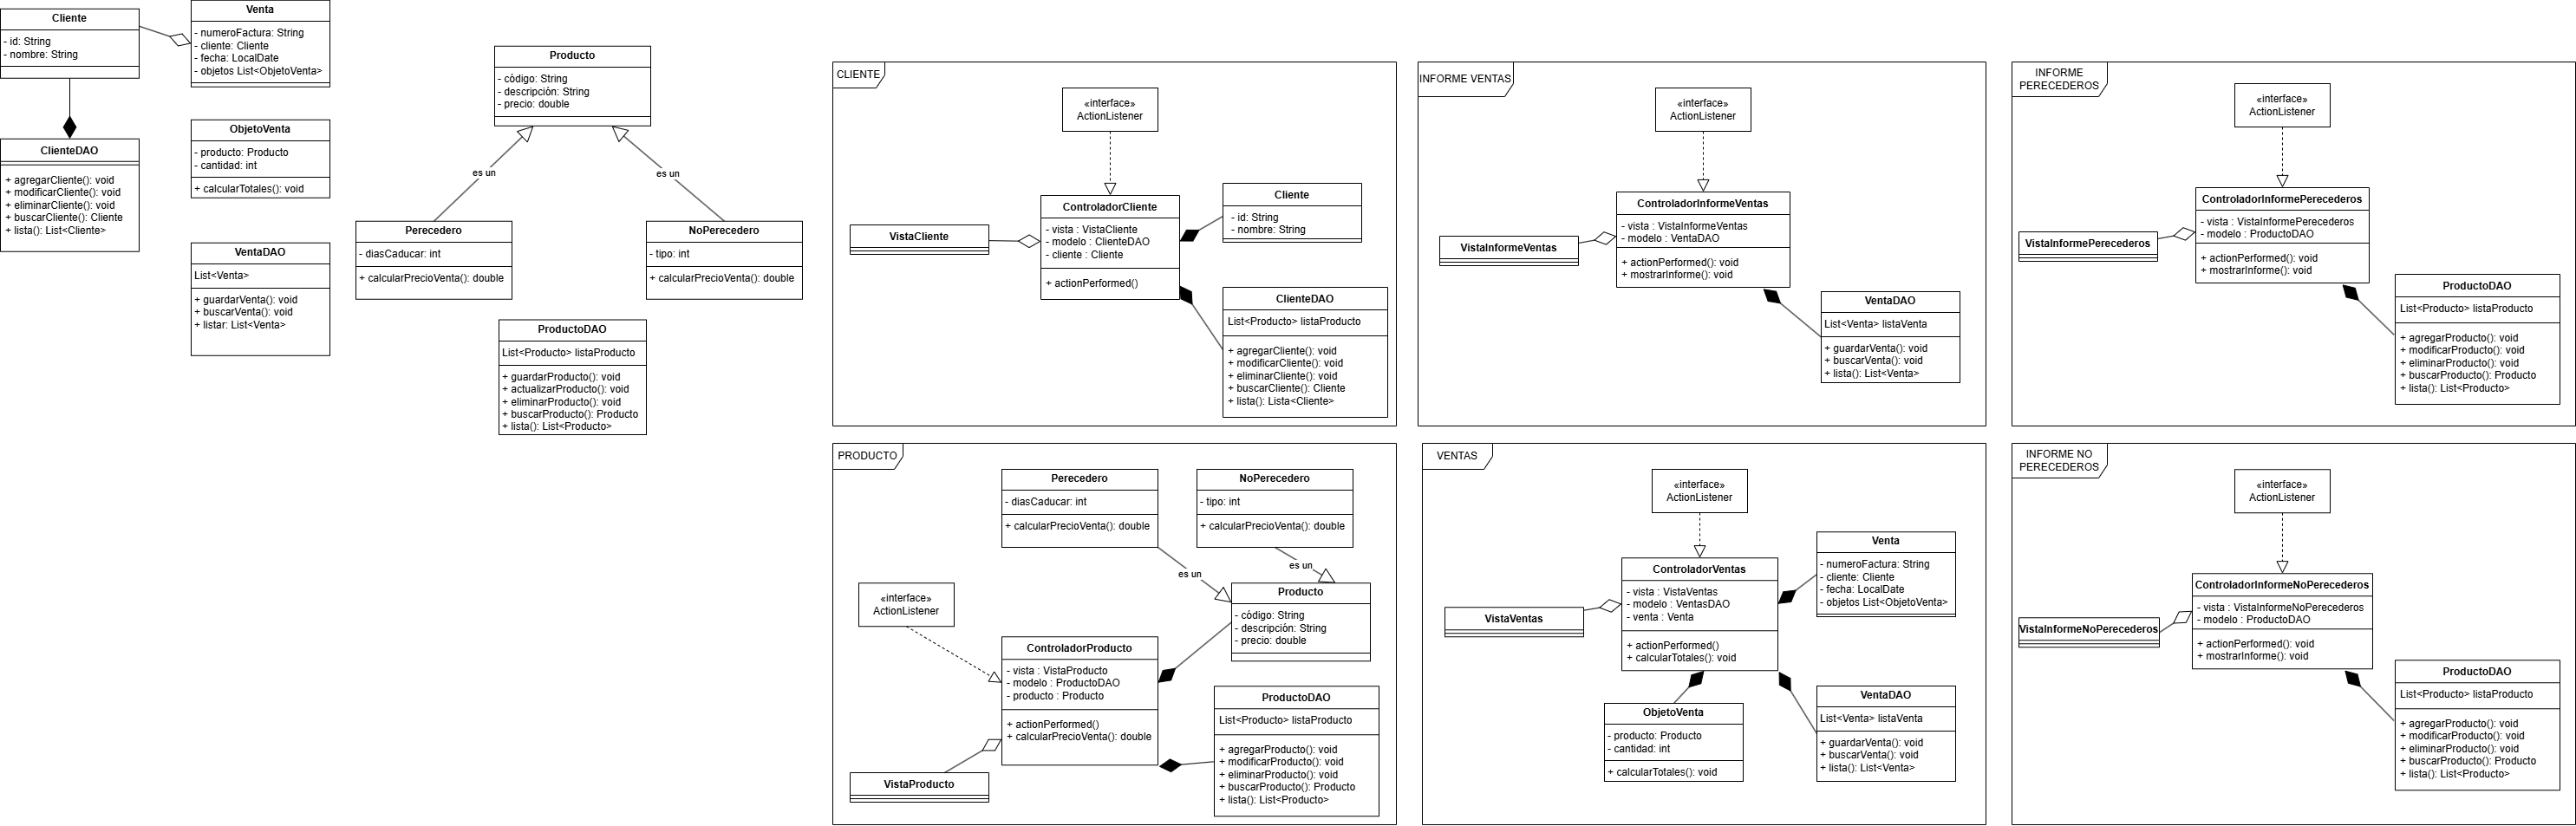 Cliente
- id: String
- nombre: String
Venta
- numeroFactura: String
- cliente: Cliente
- fecha: LocalDate
- objetos List<ObjetoVenta>
ClienteDAO
+ agregarCliente(): void
+ modificarCliente(): void
+ eliminarCliente(): void
+ buscarCliente(): Cliente
+ lista(): List<Cliente>
ObjetoVenta
- producto: Producto
- cantidad: int
+ calcularTotales(): void
VentaDAO
List<Venta>
+ guardarVenta(): void
+ buscarVenta(): void
+ listar: List<Venta>
Producto
- código: String
- descripción: String
- precio: double
es un
es un
Perecedero
- diasCaducar: int
+ calcularPrecioVenta(): double
NoPerecedero
- tipo: int
+ calcularPrecioVenta(): double
ProductoDAO
List<Producto> listaProducto
+ guardarProducto(): void
+ actualizarProducto(): void
+ eliminarProducto(): void
+ buscarProducto(): Producto
+ lista(): List<Producto>
CLIENTE
«interface»
ActionListener
ControladorCliente
- vista : VistaCliente
- modelo : ClienteDAO
- cliente : Cliente
+ actionPerformed()
VistaCliente
Cliente
- id: String
- nombre: String
ClienteDAO
List<Producto> listaProducto
+ agregarCliente(): void
+ modificarCliente(): void
+ eliminarCliente(): void
+ buscarCliente(): Cliente
+ lista(): Lista<Cliente>
INFORME VENTAS
«interface»
ActionListener
ControladorInformeVentas
- vista : VistaInformeVentas
- modelo : VentaDAO
+ actionPerformed(): void
+ mostrarInforme(): void
VistaInformeVentas
VentaDAO
List<Venta> listaVenta
+ guardarVenta(): void
+ buscarVenta(): void
+ lista(): List<Venta>
INFORME
PERECEDEROS
«interface»
ActionListener
ControladorInformePerecederos
- vista : VistaInformePerecederos
- modelo : ProductoDAO
+ actionPerformed(): void
+ mostrarInforme(): void
VistaInformePerecederos
ProductoDAO
List<Producto> listaProducto
+ agregarProducto(): void
+ modificarProducto(): void
+ eliminarProducto(): void
+ buscarProducto(): Producto
+ lista(): List<Producto>
PRODUCTO
Perecedero
- diasCaducar: int
+ calcularPrecioVenta(): double
NoPerecedero
- tipo: int
+ calcularPrecioVenta(): double
es un
es un
«interface»
ActionListener
Producto
- código: String
- descripción: String
- precio: double
ControladorProducto
- vista : VistaProducto
- modelo : ProductoDAO
- producto : Producto
+ actionPerformed()
+ calcularPrecioVenta(): double
VistaProducto
ProductoDAO
List<Producto> listaProducto
+ agregarProducto(): void
+ modificarProducto(): void
+ eliminarProducto(): void
+ buscarProducto(): Producto
+ lista(): List<Producto>
VENTAS
«interface»
ActionListener
ControladorVentas
- vista : VistaVentas
- modelo : VentasDAO
- venta : Venta
+ actionPerformed()
+ calcularTotales(): void
VistaVentas
Venta
- numeroFactura: String
- cliente: Cliente
- fecha: LocalDate
- objetos List<ObjetoVenta>
ObjetoVenta
- producto: Producto
- cantidad: int
+ calcularTotales(): void
VentaDAO
List<Venta> listaVenta
+ guardarVenta(): void
+ buscarVenta(): void
+ lista(): List<Venta>
INFORME NO
PERECEDEROS
«interface»
ActionListener
ControladorInformeNoPerecederos
- vista : VistaInformeNoPerecederos
- modelo : ProductoDAO
+ actionPerformed(): void
+ mostrarInforme(): void
VistaInformeNoPerecederos
ProductoDAO
List<Producto> listaProducto
+ agregarProducto(): void
+ modificarProducto(): void
+ eliminarProducto(): void
+ buscarProducto(): Producto
+ lista(): List<Producto>